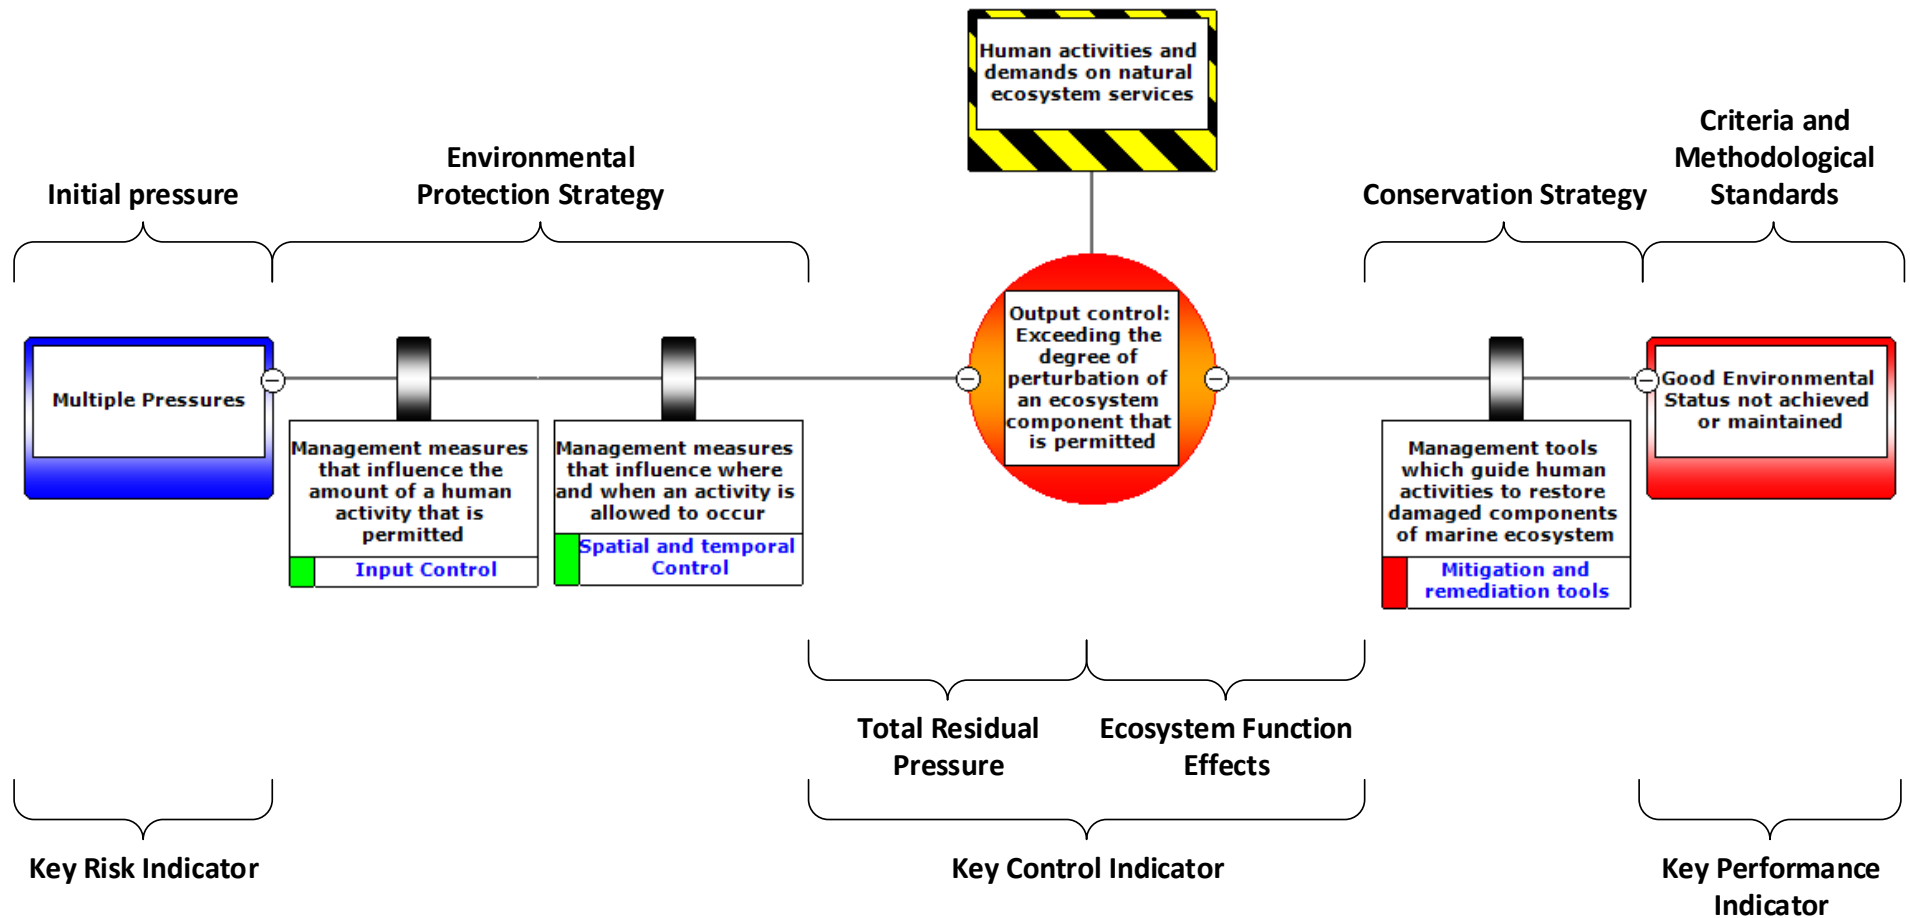 Human activities and
demands on natural
ecosystem services
Initial pressure
Environmental
Protection Strategy
Conservation Strategy
Criteria and
Methodological
Standards
Multiple Pressures
Management measures
that influence the
amount of a human
activity that is
permitted
Input Control
Management measures
that influence where
and when an activity is
allowed to occur
Spatial and temporal
Control
Output control:
Exceeding the
degree of
perturbation of
an ecosystem
component that
is permitted
Management tools
which guide human
activities to restore
damaged components
of marine ecosystem
Mitigation and
remediation tools
Good Environmental
Status not achieved
or maintained
Total Residual
Pressure
Ecosystem Function
Effects
Key Risk Indicator
Key Control Indicator
Key Performance
Indicator